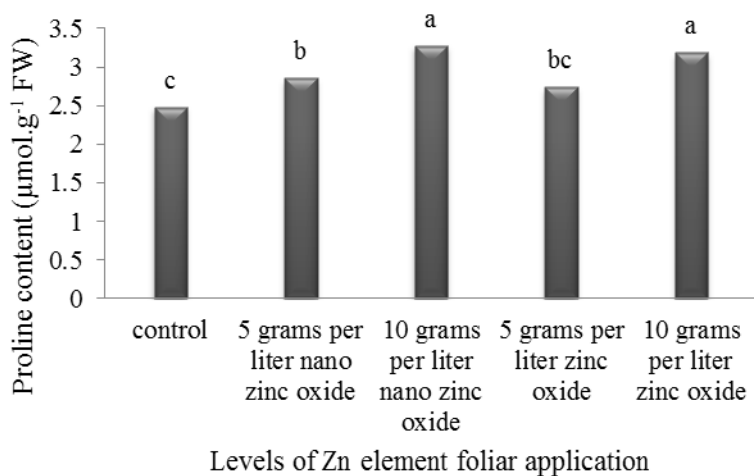 Proline content (µmol.g⁻¹ FW)
3.5
3
2.5
2
1.5
1
0.5
0
c
b
a
bc
a
control
5 grams per
liter nano
zinc oxide
10 grams
per liter
nano zinc
oxide
5 grams per
liter zinc
oxide
10 grams
per liter
zinc oxide
Levels of Zn element foliar application